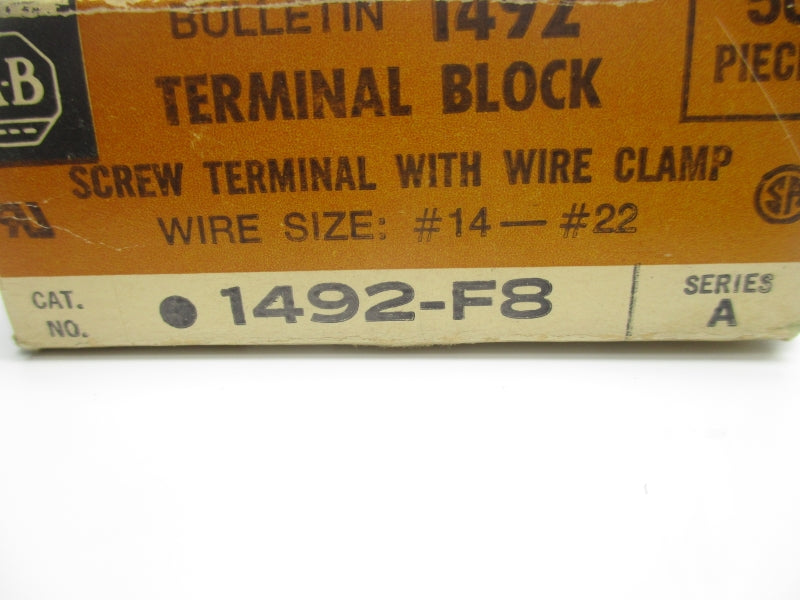 BULLETIN 1492
TERMINAL BLOCK
SCREW TERMINAL WITH WIRE CLAMP
WIRE SIZE: #14—#22
CAT. NO. ● 1492-F8
SERIES A